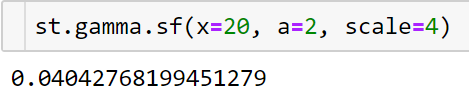 st.gamma.sf(x=20, a=2, scale=4)
0.04042768199451279